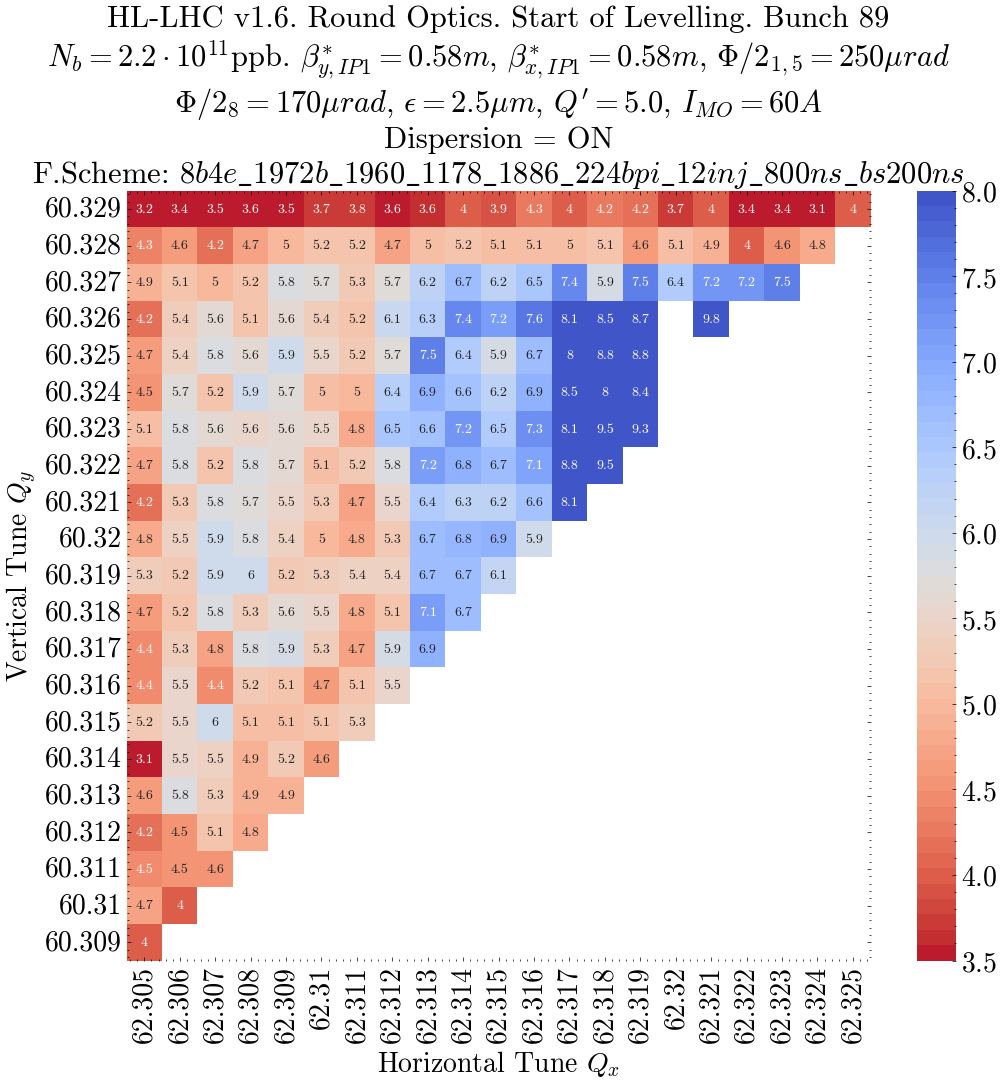 HL-LHC v1.6. Round Optics. Start of Levelling. Bunch 89
N_b = 2.2 · 10^11 ppb. β*_{y, IP1} = 0.58m, β*_{x, IP1} = 0.58m, Φ/2_{1, 5} = 250μrad
Φ/2_8 = 170μrad, ϵ = 2.5μm, Q' = 5.0, I_MO = 60A
Dispersion = ON
F.Scheme: 8b4e_1972b_1960_1178_1886_224bpi_12inj_800ns_bs200ns
60.329 3.2 3.4 3.5 3.6 3.5 3.7 3.8 3.6 3.6 4 3.9 4.3 4 4.2 4.2 3.7 4 3.4 3.4 3.1 4
60.328 4.3 4.6 4.2 4.7 5 5.2 5.2 4.7 5 5.2 5.1 5.1 5 5.1 4.6 5.1 4.9 4 4.6 4.8
60.327 4.9 5.1 5 5.2 5.8 5.7 5.3 5.7 6.2 6.7 6.2 6.5 7.4 5.9 7.5 6.4 7.2 7.2 7.5
60.326 4.2 5.4 5.6 5.1 5.6 5.4 5.2 6.1 6.3 7.4 7.2 7.6 8.1 8.5 8.7 9.8
60.325 4.7 5.4 5.8 5.6 5.9 5.5 5.2 5.7 7.5 6.4 5.9 6.7 8 8.8 8.8
60.324 4.5 5.7 5.2 5.9 5.7 5 5 6.4 6.9 6.6 6.2 6.9 8.5 8 8.4
60.323 5.1 5.8 5.6 5.6 5.6 5.5 4.8 6.5 6.6 7.2 6.5 7.3 8.1 9.5 9.3
60.322 4.7 5.8 5.2 5.8 5.7 5.1 5.2 5.8 7.2 6.8 6.7 7.1 8.8 9.5
60.321 4.2 5.3 5.8 5.7 5.5 5.3 4.7 5.5 6.4 6.3 6.2 6.6 8.1
60.32 4.8 5.5 5.9 5.8 5.4 5 4.8 5.3 6.7 6.8 6.9 5.9
60.319 5.3 5.2 5.9 6 5.2 5.3 5.4 5.4 6.7 6.7 6.1
60.318 4.7 5.2 5.8 5.3 5.6 5.5 4.8 5.1 7.1 6.7
60.317 4.4 5.3 4.8 5.8 5.9 5.3 4.7 5.9 6.9
60.316 4.4 5.5 4.4 5.2 5.1 4.7 5.1 5.5
60.315 5.2 5.5 6 5.1 5.1 5.1 5.3
60.314 3.1 5.5 5.5 4.9 5.2 4.6
60.313 4.6 5.8 5.3 4.9 4.9
60.312 4.2 4.5 5.1 4.8
60.311 4.5 4.5 4.6
60.31 4.7 4
60.309 4
62.305 62.306 62.307 62.308 62.309 62.31 62.311 62.312 62.313 62.314 62.315 62.316 62.317 62.318 62.319 62.32 62.321 62.322 62.323 62.324 62.325
Horizontal Tune Q_x
Vertical Tune Q_y
8.0
7.5
7.0
6.5
6.0
5.5
5.0
4.5
4.0
3.5